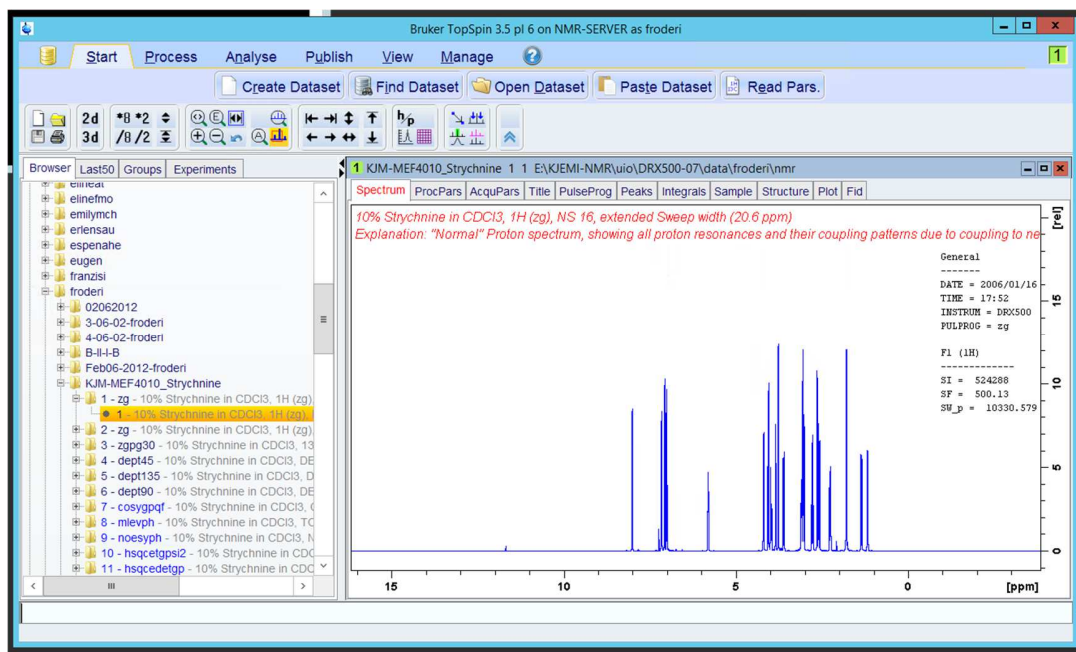 Bruker TopSpin 3.5 pl 6 on NMR-SERVER as froderi
Start Process Analyse Publish View Manage ? 1
Create Dataset Find Dataset Open Dataset Paste Dataset Read Pars.
2d *8 *2 E h/p
3d /8 /2 A
Browser Last50 Groups Experiments
elineat
elinefmo
emilymch
erlensau
espenahe
eugen
franzisi
froderi
02062012
3-06-02-froderi
4-06-02-froderi
B-II-I-B
Feb06-2012-froderi
KJM-MEF4010_Strychnine
1 - zg - 10% Strychnine in CDCl3, 1H (zg),
1 - 10% Strychnine in CDCl3, 1H (zg),
2 - zg - 10% Strychnine in CDCl3, 1H (zg),
3 - zgpg30 - 10% Strychnine in CDCl3, 13
4 - dept45 - 10% Strychnine in CDCl3, DE
5 - dept135 - 10% Strychnine in CDCl3, D
6 - dept90 - 10% Strychnine in CDCl3, DE
7 - cosygpqf - 10% Strychnine in CDCl3, C
8 - mlevph - 10% Strychnine in CDCl3, TO
9 - noesyph - 10% Strychnine in CDCl3, N
10 - hsqcetgpsi2 - 10% Strychnine in CDC
11 - hsqcedetgp - 10% Strychnine in CDC
1 KJM-MEF4010_Strychnine 1 1 E:\KJEMI-NMR\uio\DRX500-07\data\froderi\nmr
Spectrum ProcPars AcquPars Title PulseProg Peaks Integrals Sample Structure Plot Fid
10% Strychnine in CDCl3, 1H (zg), NS 16, extended Sweep width (20.6 ppm)
Explanation: "Normal" Proton spectrum, showing all proton resonances and their coupling patterns due to coupling to ne
General
-------
DATE = 2006/01/16
TIME = 17:52
INSTRUM = DRX500
PULPROG = zg
F1 (1H)
-------------
SI = 524288
SF = 500.13
SW_p = 10330.579
[rel]
15
10
5
0
15 10 5 0 [ppm]